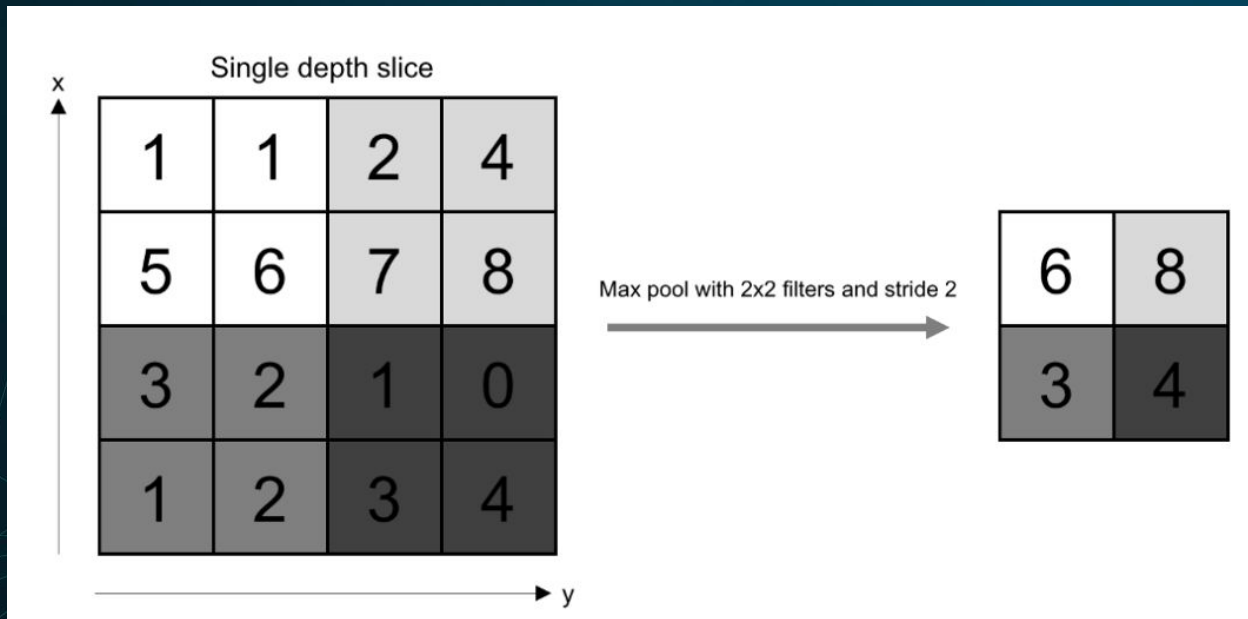 Single depth slice
x
1 1 2 4
5 6 7 8
3 2 1 0
1 2 3 4
y
Max pool with 2x2 filters and stride 2
6 8
3 4